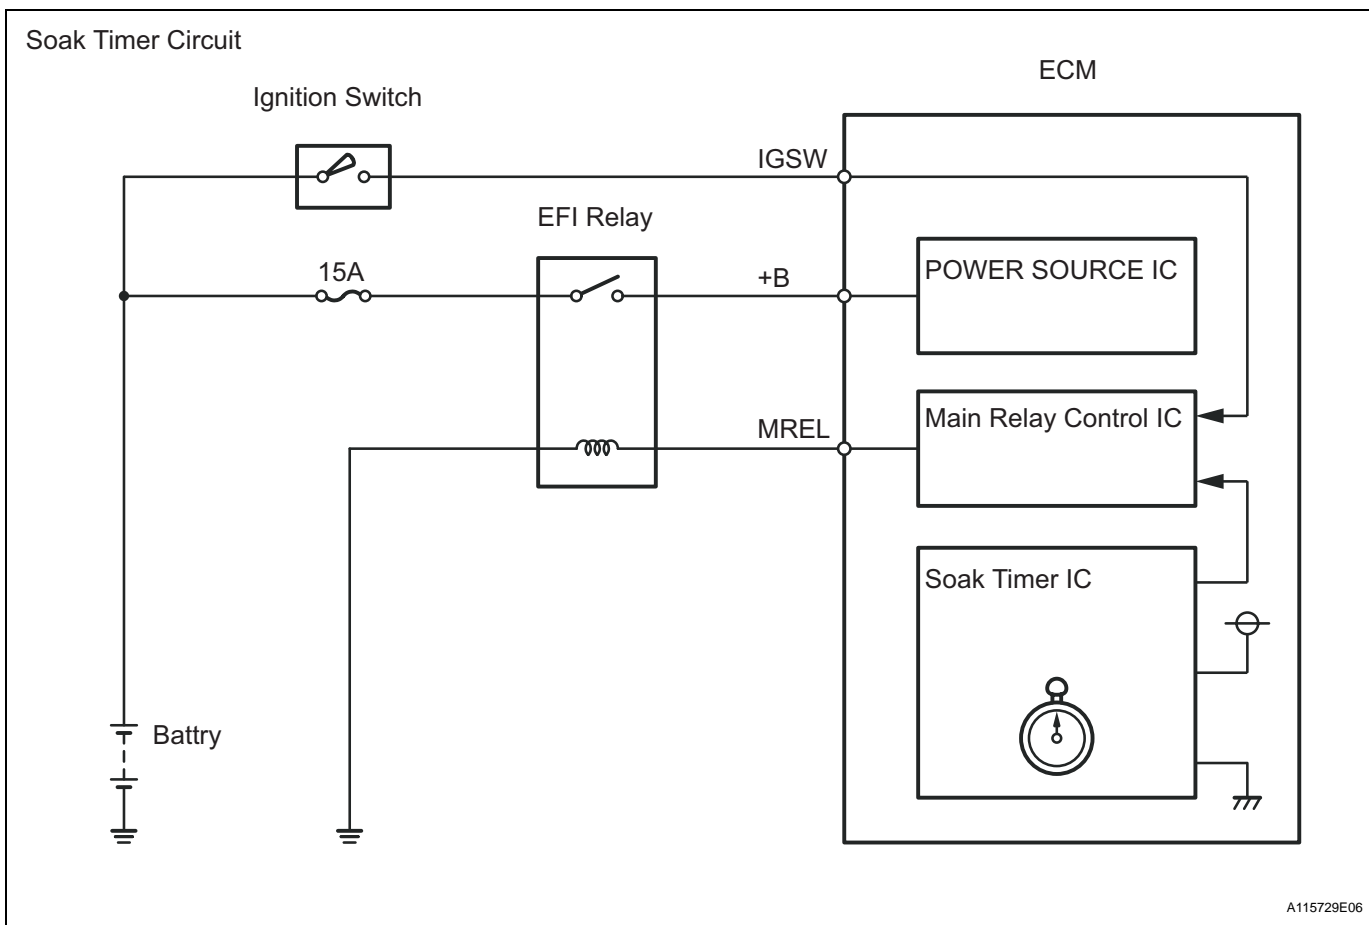 Soak Timer Circuit
ECM
Ignition Switch
IGSW
EFI Relay
15A
+B
POWER SOURCE IC
MREL
Main Relay Control IC
Soak Timer IC
Battry
A115729E06